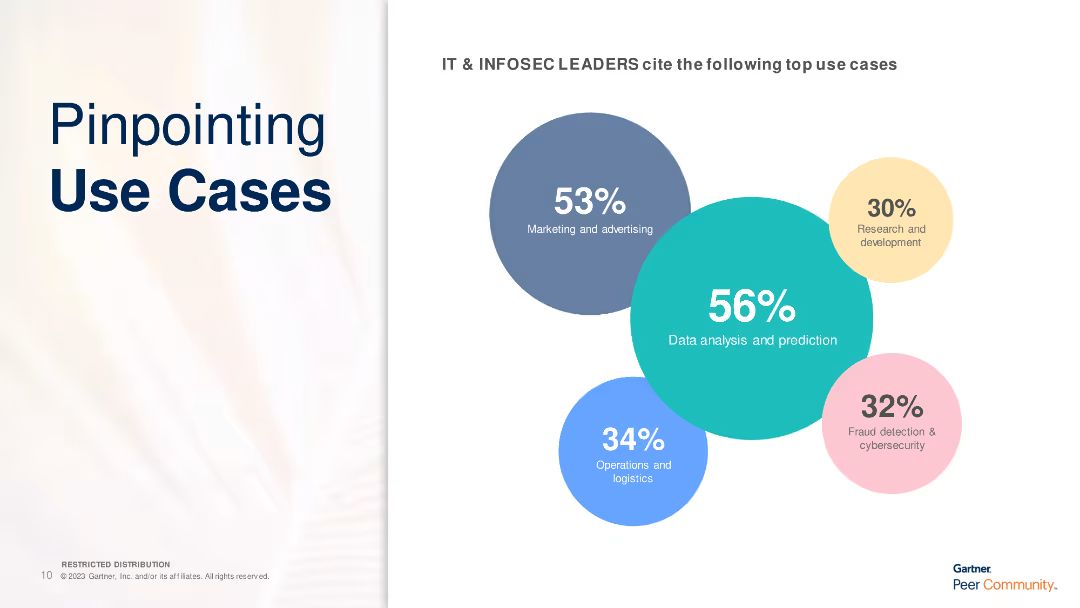 Pinpointing
Use Cases
IT & INFOSEC LEADERS cite the following top use cases
53%
Marketing and advertising
30%
Research and
development
56%
Data analysis and prediction
32%
Fraud detection &
cybersecurity
34%
Operations and
logistics
RESTRICTED DISTRIBUTION
10 © 2023 Gartner, Inc. and/or its affiliates. All rights reserved.
Gartner.
Peer Community™